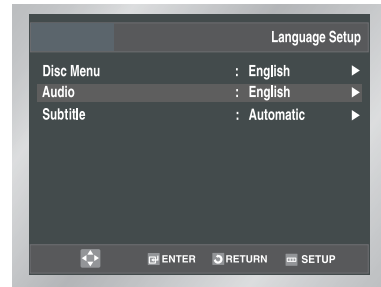 Language Setup
Disc Menu : English ▶
Audio : English ▶
Subtitle : Automatic ▶
ENTER RETURN SETUP